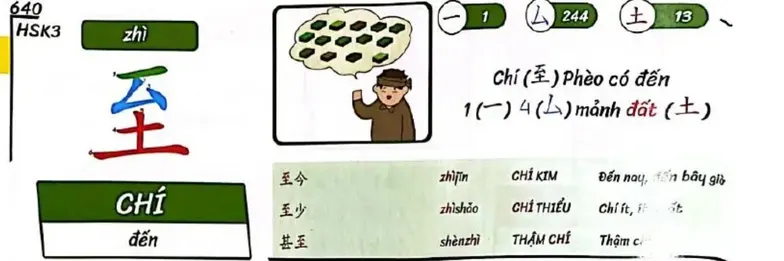 640
HSK3
zhì
至
CHÍ
đến
一 1
厶 244
土 13
Chí (至) Phèo có đến
1 (一) 4 (厶) mảnh đất (土)
至今 zhìjīn CHÍ KIM Đến nay, bây giờ
至少 zhìshǎo CHÍ THIỂU Chí ít,
甚至 shènzhì THẬM CHÍ Thậm